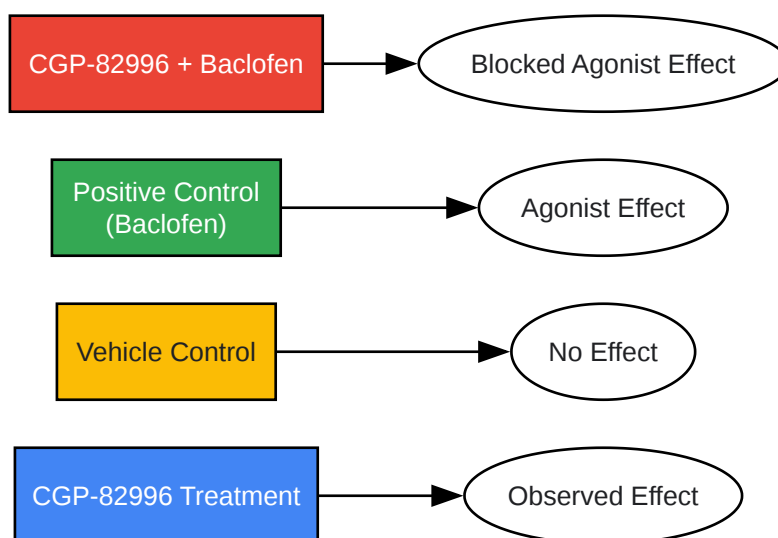 CGP-82996 + Baclofen
Blocked Agonist Effect
Positive Control
(Baclofen)
Agonist Effect
Vehicle Control
No Effect
CGP-82996 Treatment
Observed Effect